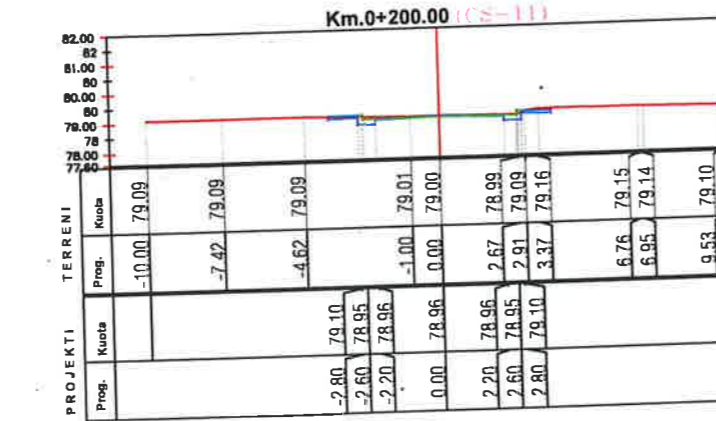 Km.0+200.00 (CS-11)
82.00
82
81.00
80
80.00
80
79.00
78
78.00
77.60
TERRENI
Kuota
79.09 79.09 79.09 79.01 79.00 78.99 79.09 79.16 79.15 79.14 79.10
Prog.
-10.00 -7.42 -4.62 -1.00 0.00 2.67 2.91 3.37 6.76 6.95 9.53
PROJEKTI
Kuota
79.10 78.95 78.96 78.96 78.96 78.95 79.10
Prog.
-2.80 -2.60 -2.20 0.00 2.20 2.60 2.80